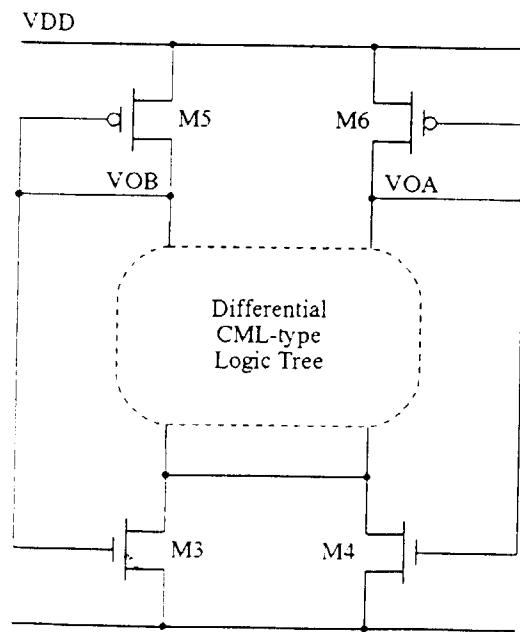 VDD
M5
M6
VOB
VOA
Differential
CML-type
Logic Tree
M3
M4